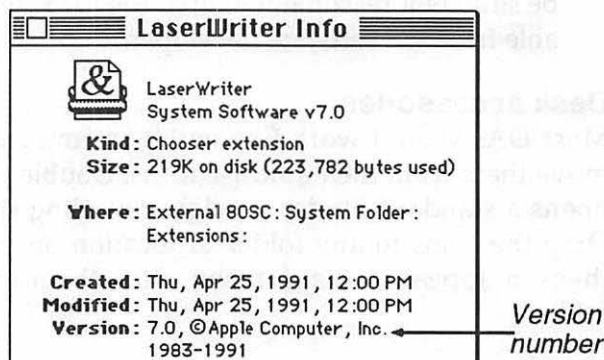 LaserWriter Info
&
LaserWriter
System Software v7.0
Kind: Chooser extension
Size: 219K on disk (223,782 bytes used)
Where: External 80SC: System Folder:
Extensions:
Created: Thu, Apr 25, 1991, 12:00 PM
Modified: Thu, Apr 25, 1991, 12:00 PM
Version: 7.0, ©Apple Computer, Inc.
1983-1991
Version
number